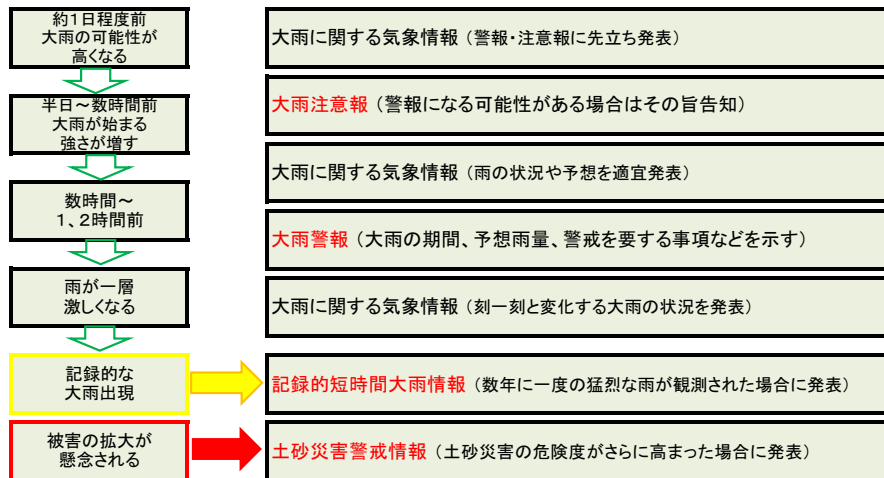 約1日程度前
大雨の可能性が
高くなる
大雨に関する気象情報（警報・注意報に先立ち発表）
半日～数時間前
大雨が始まる
強さが増す
大雨注意報（警報になる可能性がある場合はその旨告知）
大雨に関する気象情報（雨の状況や予想を適宜発表）
数時間～
１、２時間前
大雨警報（大雨の期間、予想雨量、警戒を要する事項などを示す）
雨が一層
激しくなる
大雨に関する気象情報（刻一刻と変化する大雨の状況を発表）
記録的な
大雨出現
記録的短時間大雨情報（数年に一度の猛烈な雨が観測された場合に発表）
被害の拡大が
懸念される
土砂災害警戒情報（土砂災害の危険度がさらに高まった場合に発表）